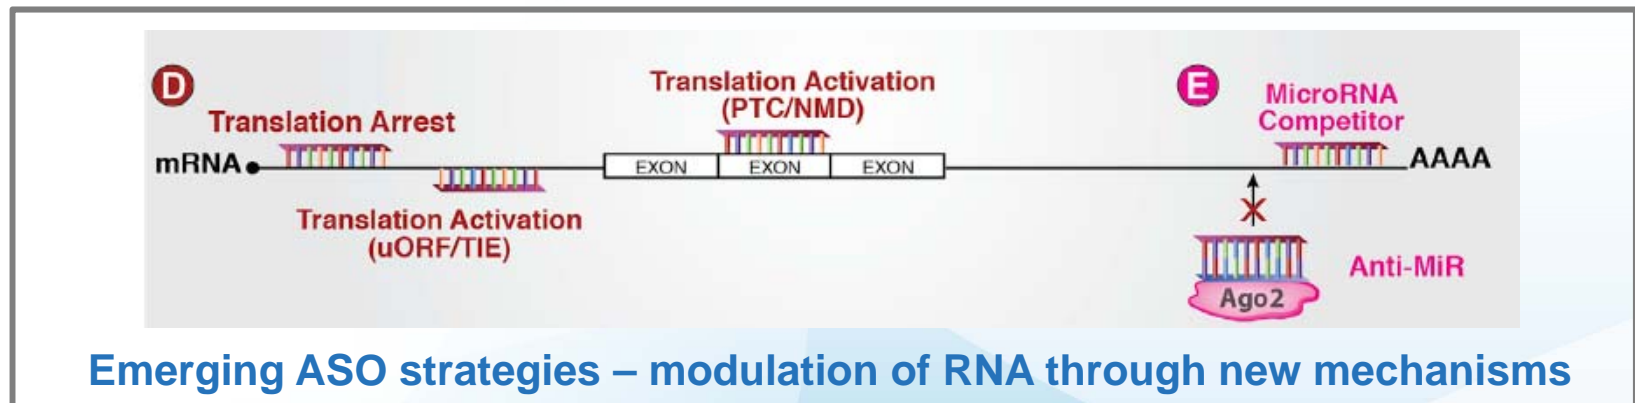 D
Translation Arrest
mRNA
Translation Activation
(uORF/TIE)
Translation Activation
(PTC/NMD)
EXON
EXON
EXON
E
MicroRNA
Competitor
AAAA
Anti-MiR
Ago2
Emerging ASO strategies – modulation of RNA through new mechanisms